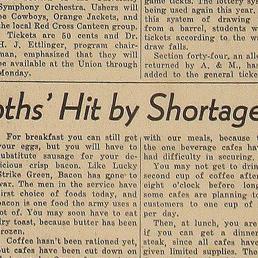 Symphony Orchestra. Ushers will
be Cowboys, Orange Jackets, and
the local Red Cross Canteen group.
Tickets are 50 cents and Dr.
H. J. Ettlinger, program chair-
man, emphasized that they will
be available at the Union through
Monday.
game tickets. The lottery system
being used again this year. In
this system of drawing
from a barrel, students w
tickets according to the w
draw falls.
Section forty-four, an all-
users by A. & M., has
added to the general ticke
oths' Hit by Shortage
For breakfast you can still get
your eggs, but you will have to
substitute sausage for your de-
licious crisp bacon. Like Lucky
Strike Green, Bacon has gone to
war. The men in the service have
first choice of foods today, and
bacon is one food the army uses a
lot of. You may soon have to eat
dry toast, because butter has been
frozen.
Coffee hasn't been rationed yet,
but cafes have been cut down on
with our meals, because t
the one beverage cafes hav
had difficulty in securing.
You may not get to drin
second cup of coffee after
eight o'clock before long
some cafes are planning t
customers to one cup of
per day.
Then, at lunch, you are
if you can get a dinner
steak, since all cafes have
given limited supplies. The